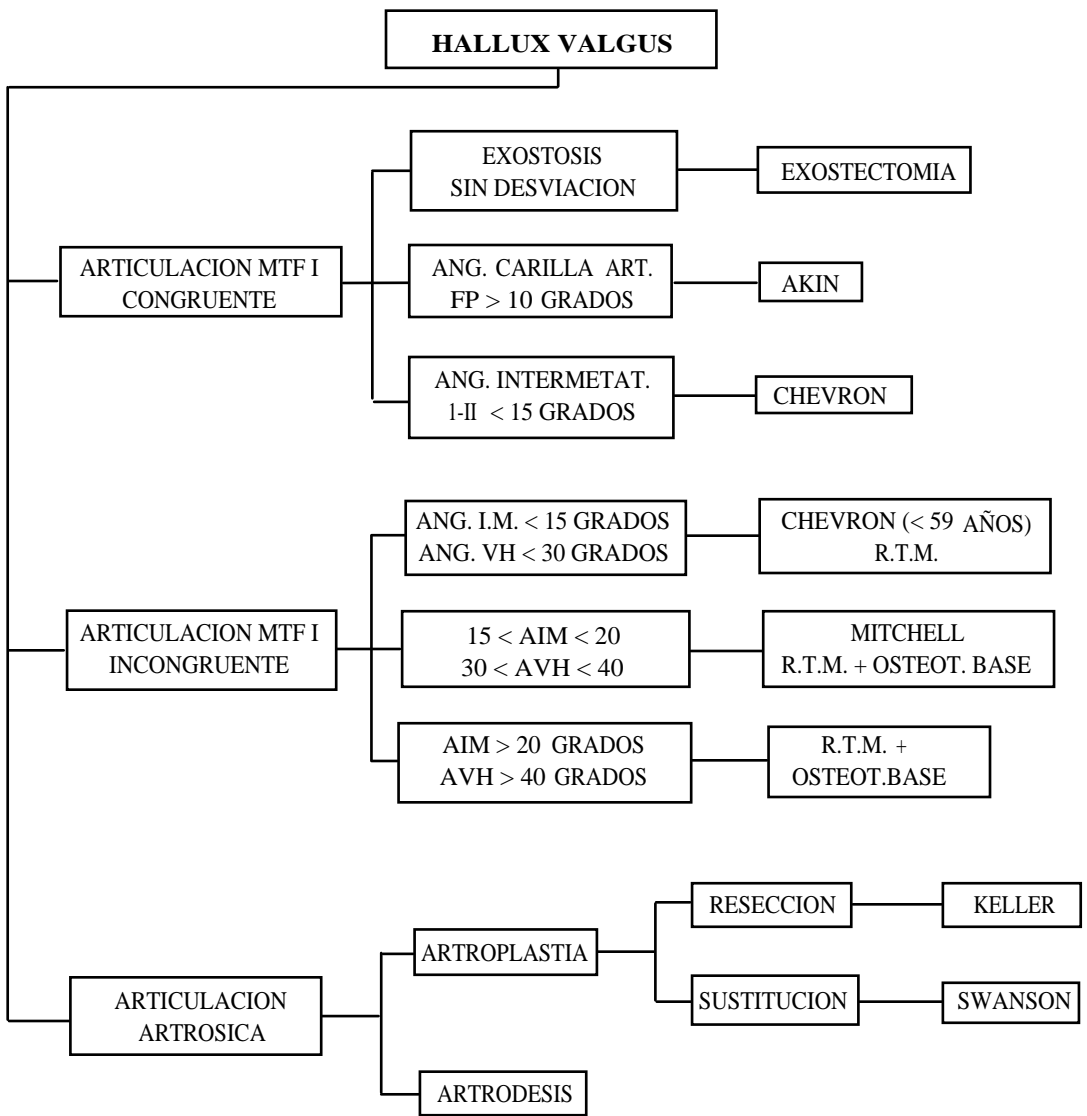 HALLUX VALGUS
EXOSTOSIS
SIN DESVIACION
EXOSTECTOMIA
ARTICULACION MTF I
CONGRUENTE
ANG. CARILLA ART.
FP > 10 GRADOS
AKIN
ANG. INTERMETAT.
1-II < 15 GRADOS
CHEVRON
ARTICULACION MTF I
INCONGRUENTE
ANG. I.M. < 15 GRADOS
ANG. VH < 30 GRADOS
CHEVRON (< 59 AÑOS)
R.T.M.
15 < AIM < 20
30 < AVH < 40
MITCHELL
R.T.M. + OSTEOT. BASE
AIM > 20 GRADOS
AVH > 40 GRADOS
R.T.M. +
OSTEOT.BASE
ARTICULACION
ARTROSICA
ARTROPLASTIA
RESECCION
KELLER
SUSTITUCION
SWANSON
ARTRODESIS